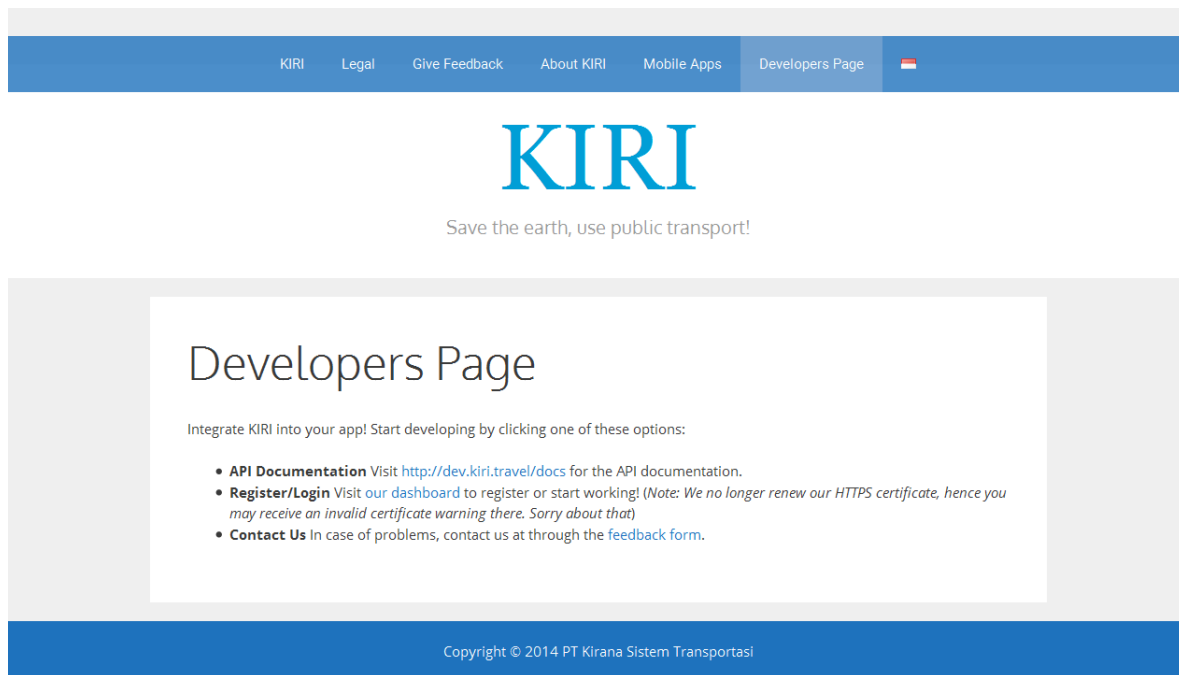 KIRI Legal Give Feedback About KIRI Mobile Apps Developers Page
KIRI
Save the earth, use public transport!
Developers Page
Integrate KIRI into your app! Start developing by clicking one of these options:
• API Documentation Visit http://dev.kiri.travel/docs for the API documentation.
• Register/Login Visit our dashboard to register or start working! (Note: We no longer renew our HTTPS certificate, hence you
may receive an invalid certificate warning there. Sorry about that)
• Contact Us In case of problems, contact us at through the feedback form.
Copyright © 2014 PT Kirana Sistem Transportasi